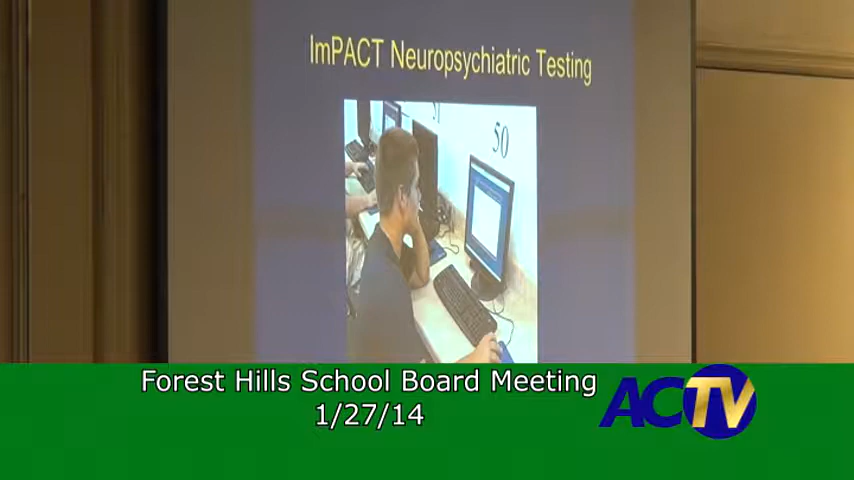 ImPACT Neuropsychiatric Testing
50
Forest Hills School Board Meeting
1/27/14
ACTV